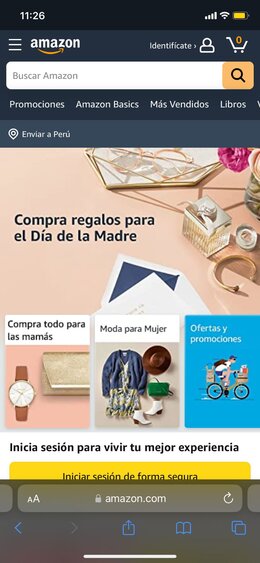 11:26
amazon
Identifícate ›
0
Buscar Amazon
Promociones Amazon Basics Más Vendidos Libros
Enviar a Perú
Compra regalos para
el Día de la Madre
Compra todo para
las mamás
Moda para Mujer
Ofertas y
promociones
Inicia sesión para vivir tu mejor experiencia
Iniciar sesión de forma segura
AA amazon.com